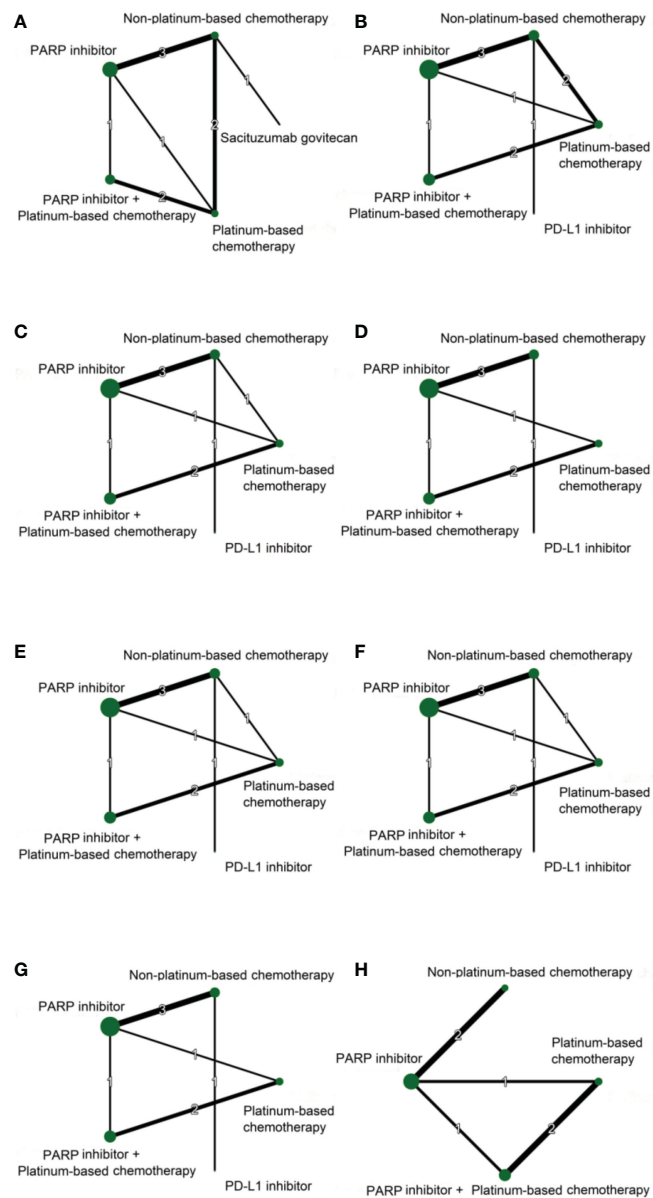 A
Non-platinum-based chemotherapy
PARP inhibitor
3
1
1
1
2
Sacituzumab govitecan
2
PARP inhibitor +
Platinum-based chemotherapy
Platinum-based
chemotherapy
B
Non-platinum-based chemotherapy
PARP inhibitor
3
2
1
1
1
2
Platinum-based
chemotherapy
PARP inhibitor +
Platinum-based chemotherapy
PD-L1 inhibitor
C
Non-platinum-based chemotherapy
PARP inhibitor
3
1
1
1
1
2
Platinum-based
chemotherapy
PARP inhibitor +
Platinum-based chemotherapy
PD-L1 inhibitor
D
Non-platinum-based chemotherapy
PARP inhibitor
3
1
1
1
2
Platinum-based
chemotherapy
PARP inhibitor +
Platinum-based chemotherapy
PD-L1 inhibitor
E
Non-platinum-based chemotherapy
PARP inhibitor
3
1
1
1
1
2
Platinum-based
chemotherapy
PARP inhibitor +
Platinum-based chemotherapy
PD-L1 inhibitor
F
Non-platinum-based chemotherapy
PARP inhibitor
3
1
1
1
1
2
Platinum-based
chemotherapy
PARP inhibitor +
Platinum-based chemotherapy
PD-L1 inhibitor
G
Non-platinum-based chemotherapy
PARP inhibitor
3
1
1
1
2
Platinum-based
chemotherapy
PARP inhibitor +
Platinum-based chemotherapy
PD-L1 inhibitor
H
Non-platinum-based chemotherapy
2
Platinum-based
chemotherapy
PARP inhibitor
1
1
2
PARP inhibitor + Platinum-based chemotherapy